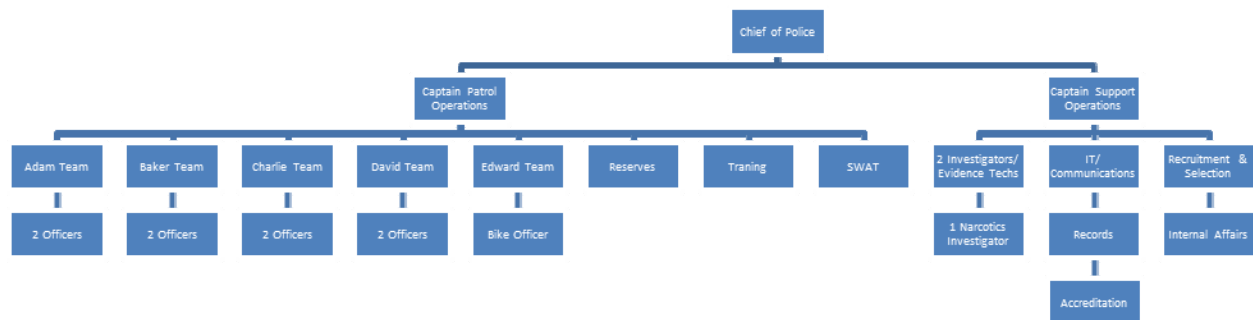 Chief of Police
Captain Patrol
Operations
Captain Support
Operations
Adam Team
Baker Team
Charlie Team
David Team
Edward Team
Reserves
Traning
SWAT
2 Investigators/
Evidence Techs
IT/
Communications
Recruitment &
Selection
2 Officers
2 Officers
2 Officers
2 Officers
Bike Officer
1 Narcotics
Investigator
Records
Internal Affairs
Accreditation